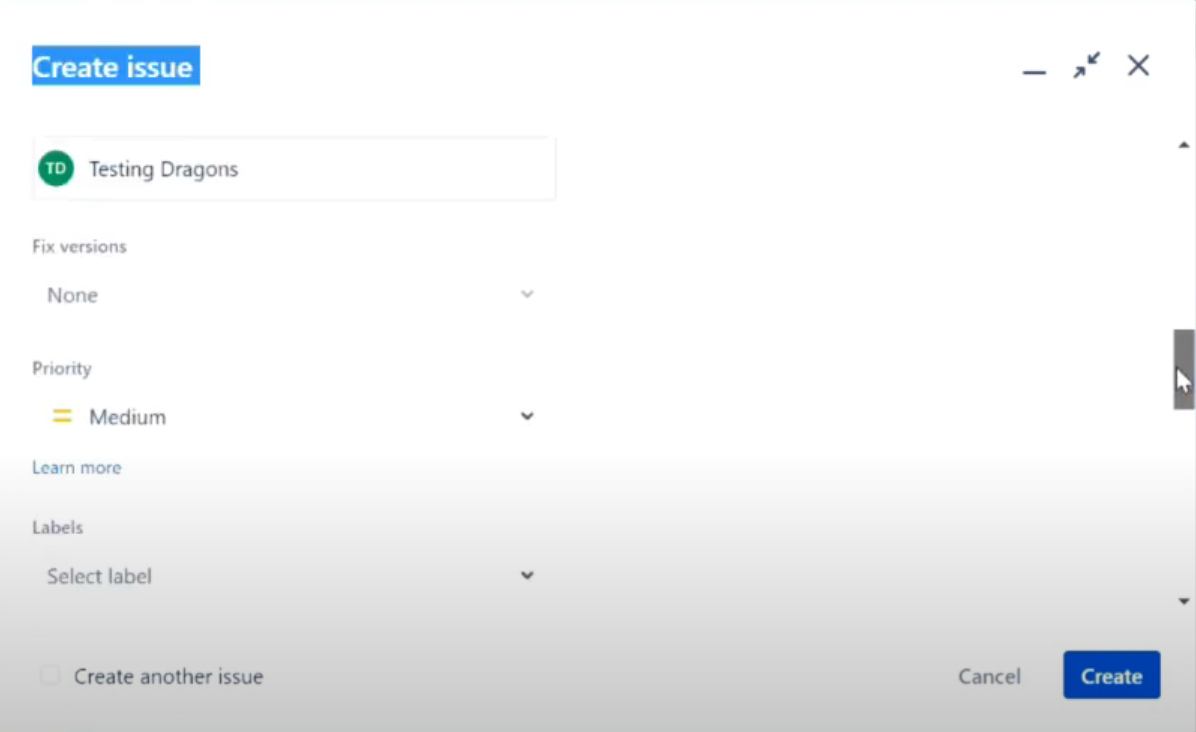 Create issue
TD Testing Dragons
Fix versions
None
Priority
Medium
Learn more
Labels
Select label
Create another issue
Cancel
Create